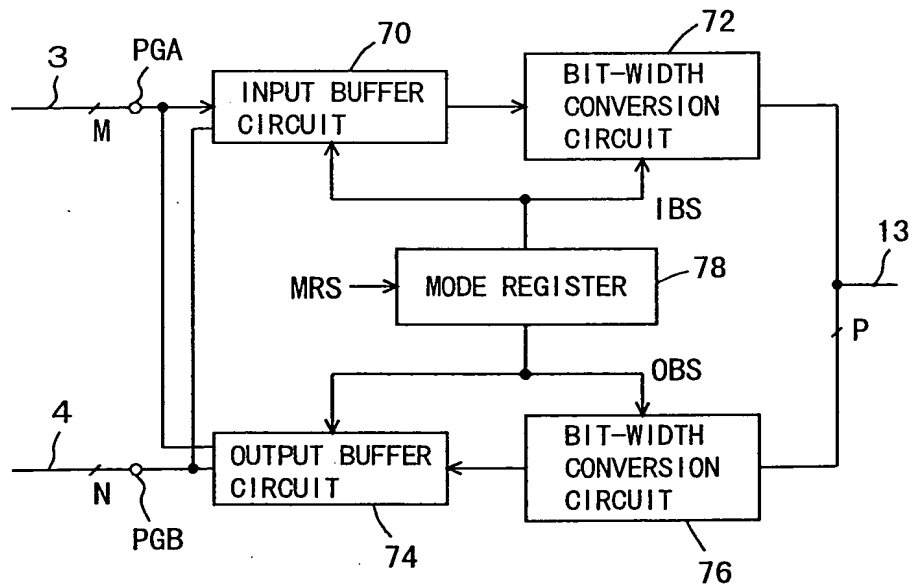 70
72
3
PGA
M
INPUT BUFFER
CIRCUIT
BIT-WIDTH
CONVERSION
CIRCUIT
IBS
13
MRS
MODE REGISTER
78
P
OBS
4
N
PGB
OUTPUT BUFFER
CIRCUIT
74
BIT-WIDTH
CONVERSION
CIRCUIT
76